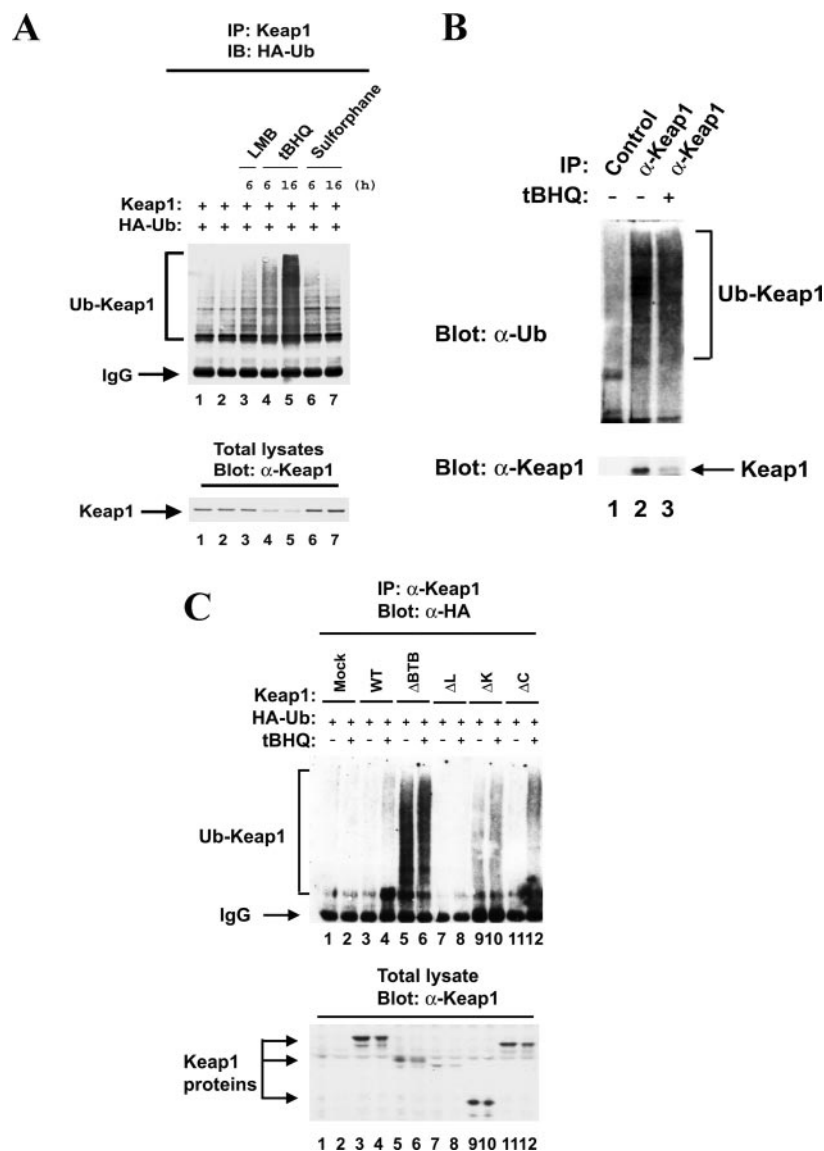 A
IP: Keap1
IB: HA-Ub
LMB
tBHQ
Sulforphane
6 6 16 6 16 (h)
Keap1: + + + + + + +
HA-Ub: + + + + + + +
Ub-Keap1
IgG
1 2 3 4 5 6 7
Total lysates
Blot: α-Keap1
Keap1
1 2 3 4 5 6 7
B
IP: Control α-Keap1 α-Keap1
tBHQ: - - +
Blot: α-Ub
Ub-Keap1
Blot: α-Keap1
Keap1
1 2 3
C
IP: α-Keap1
Blot: α-HA
Keap1: Mock WT ΔBTB ΔL ΔK ΔC
HA-Ub: + + + + + + + + + + + +
tBHQ: - + - + - + - + - + - +
Ub-Keap1
IgG
1 2 3 4 5 6 7 8 9 10 11 12
Total lysate
Blot: α-Keap1
Keap1
proteins
1 2 3 4 5 6 7 8 9 10 11 12